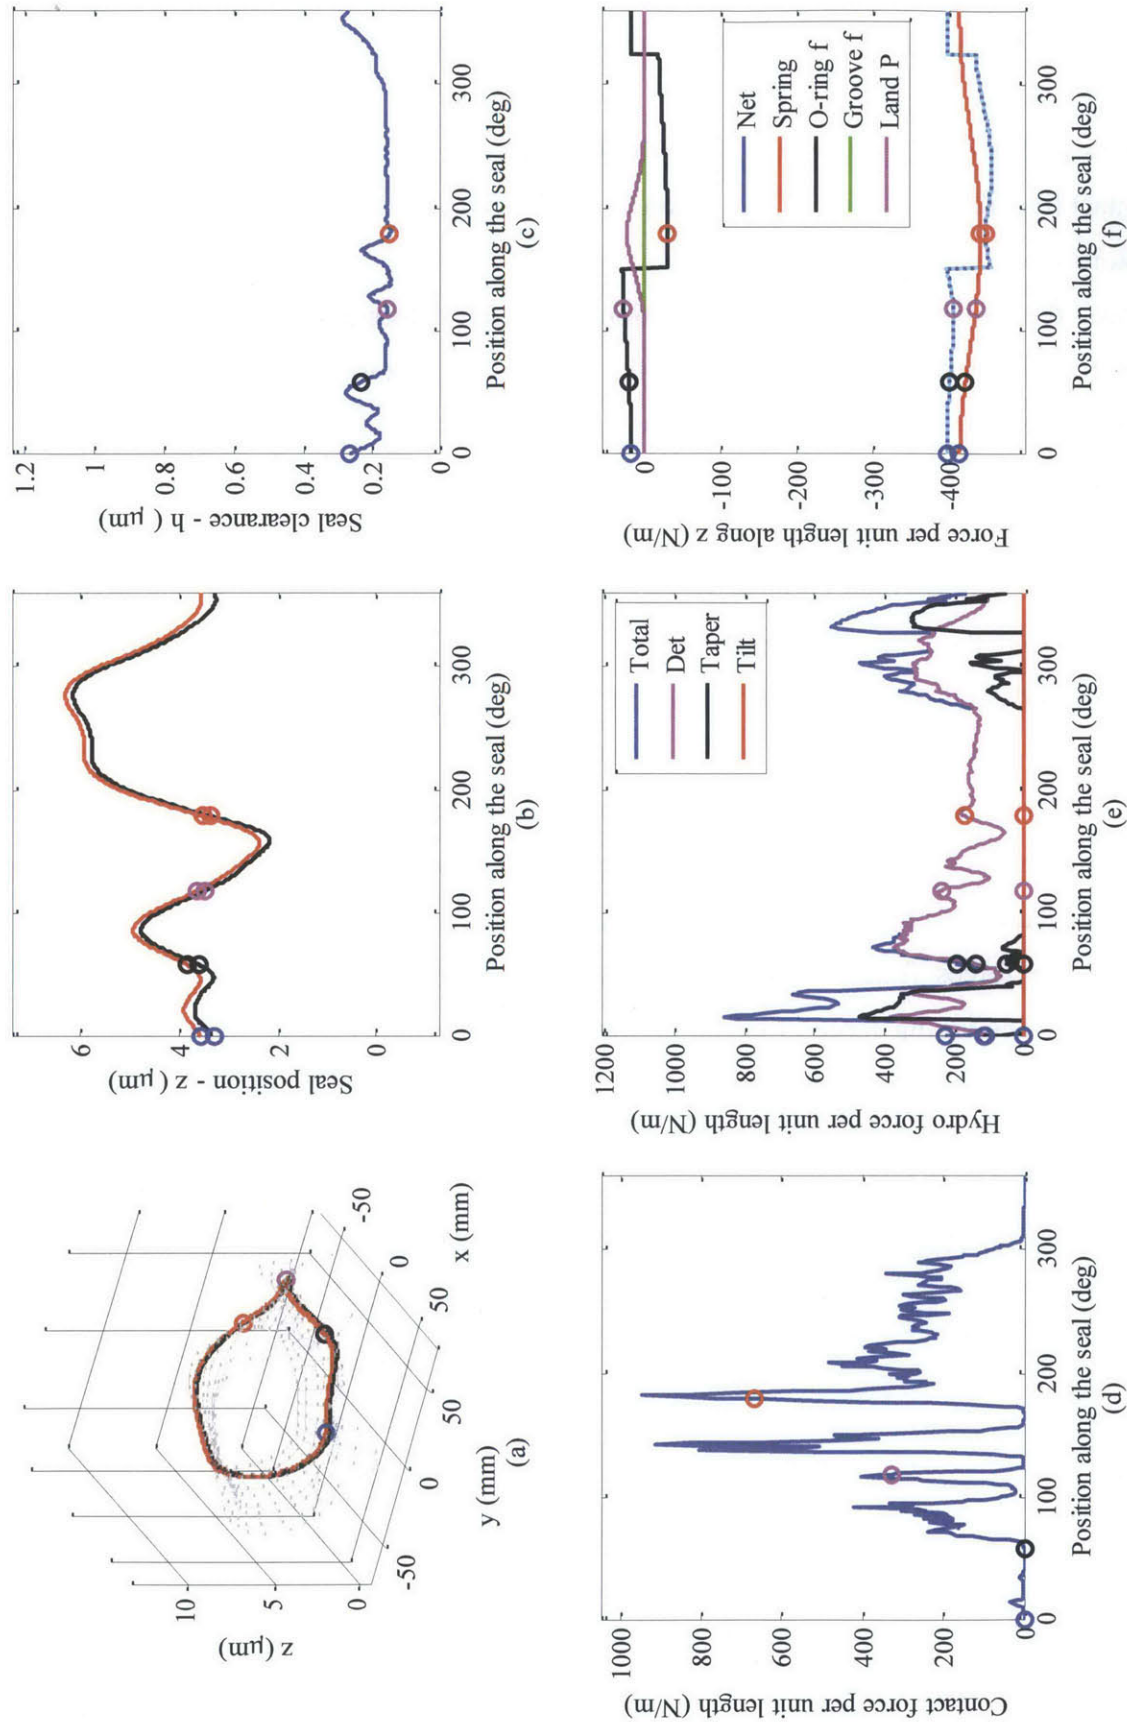 z (µm)
10
5
0
-50
0
50
y (mm)
50
0
-50
x (mm)
(a)
Seal position - z ( µm)
6
4
2
0
0
100
200
300
Position along the seal (deg)
(b)
Seal clearance - h ( µm)
1.2
1
0.8
0.6
0.4
0.2
0
0
100
200
300
Position along the seal (deg)
(c)
Contact force per unit length (N/m)
1000
800
600
400
200
0
0
100
200
300
Position along the seal (deg)
(d)
Hydro force per unit length (N/m)
1200
1000
800
600
400
200
0
0
100
200
300
Total
Det
Taper
Tilt
Position along the seal (deg)
(e)
Force per unit length along z (N/m)
0
-100
-200
-300
-400
0
100
200
300
Net
Spring
O-ring f
Groove f
Land P
Position along the seal (deg)
(f)